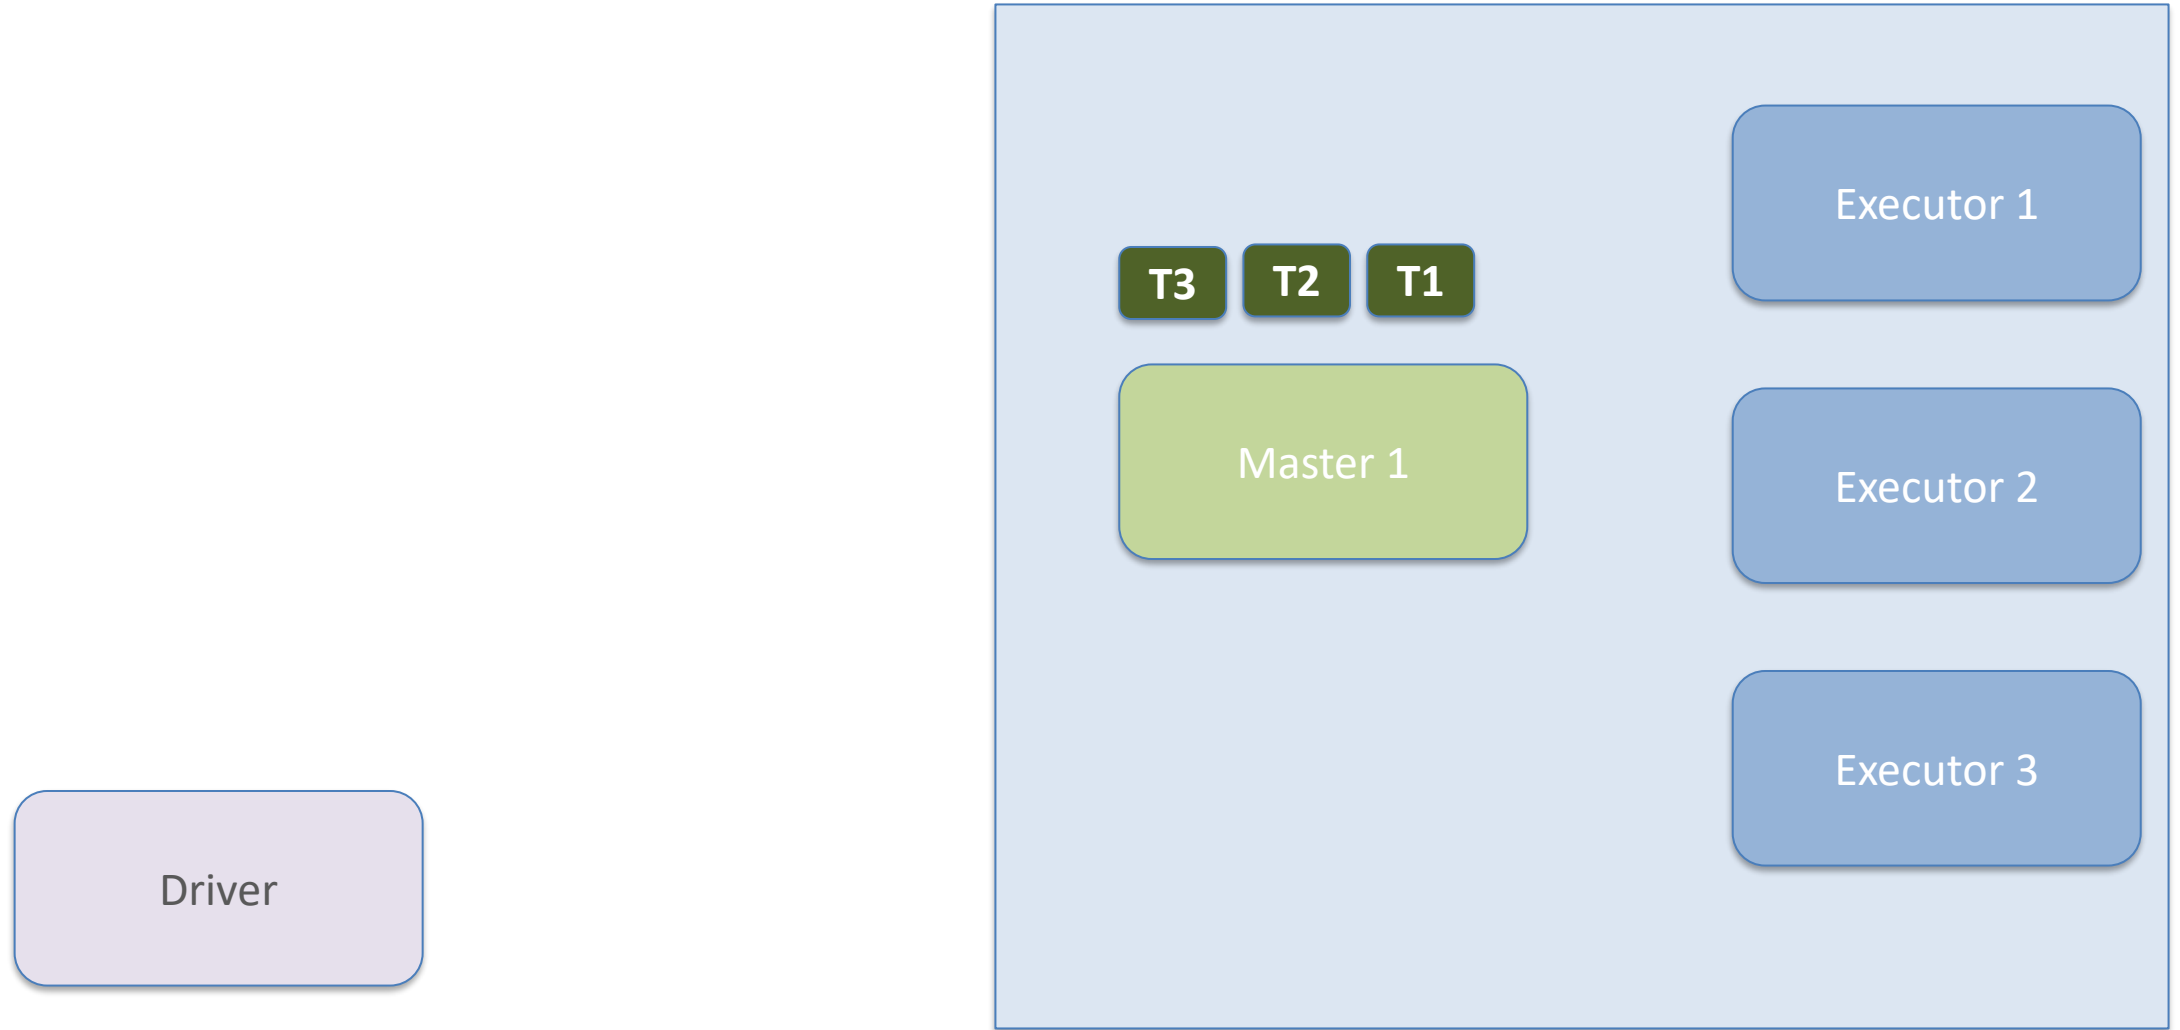 Executor 1
T3 T2 T1
Master 1
Executor 2
Executor 3
Driver